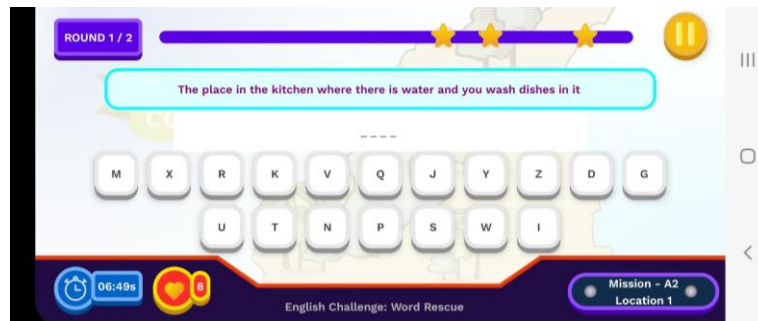 ROUND 1 / 2
The place in the kitchen where there is water and you wash dishes in it
CO
_ _ _ _
M X R K V Q J Y Z D G
U T N P S W I
06:49s
8
English Challenge: Word Rescue
Mission - A2
Location 1